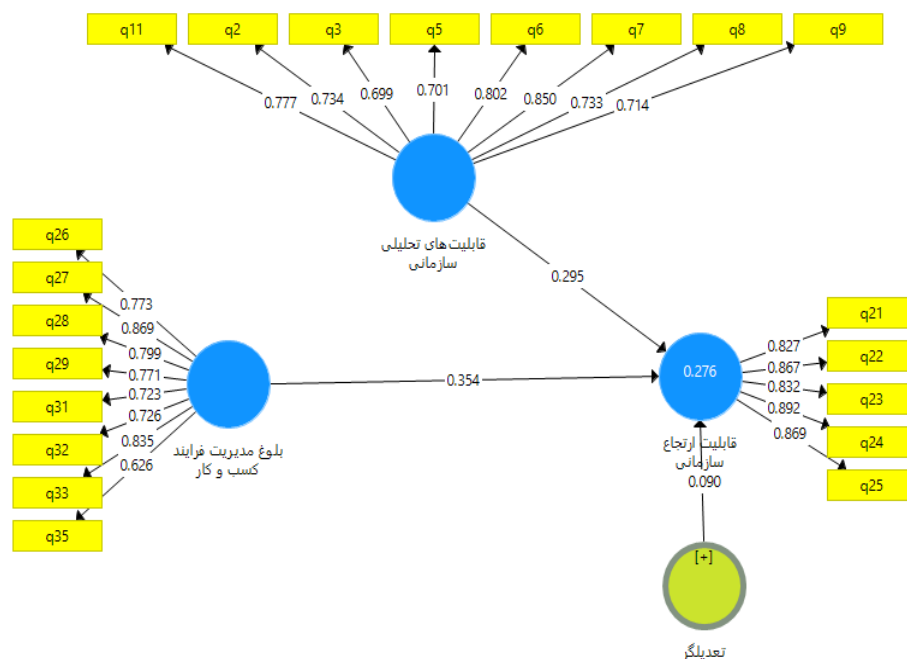 q11
q2
q3
q5
q6
q7
q8
q9
0.777
0.734
0.699
0.701
0.802
0.850
0.733
0.714
قابلیت‌های تحلیلی
سازمانی
0.295
q26
q27
q28
q29
q31
q32
q33
q35
0.773
0.869
0.799
0.771
0.723
0.726
0.835
0.626
بلوغ مدیریت فرایند
کسب و کار
0.354
0.276
قابلیت ارتجاع
سازمانی
0.827
0.867
0.832
0.892
0.869
q21
q22
q23
q24
q25
0.090
[+]
تعدیلگر